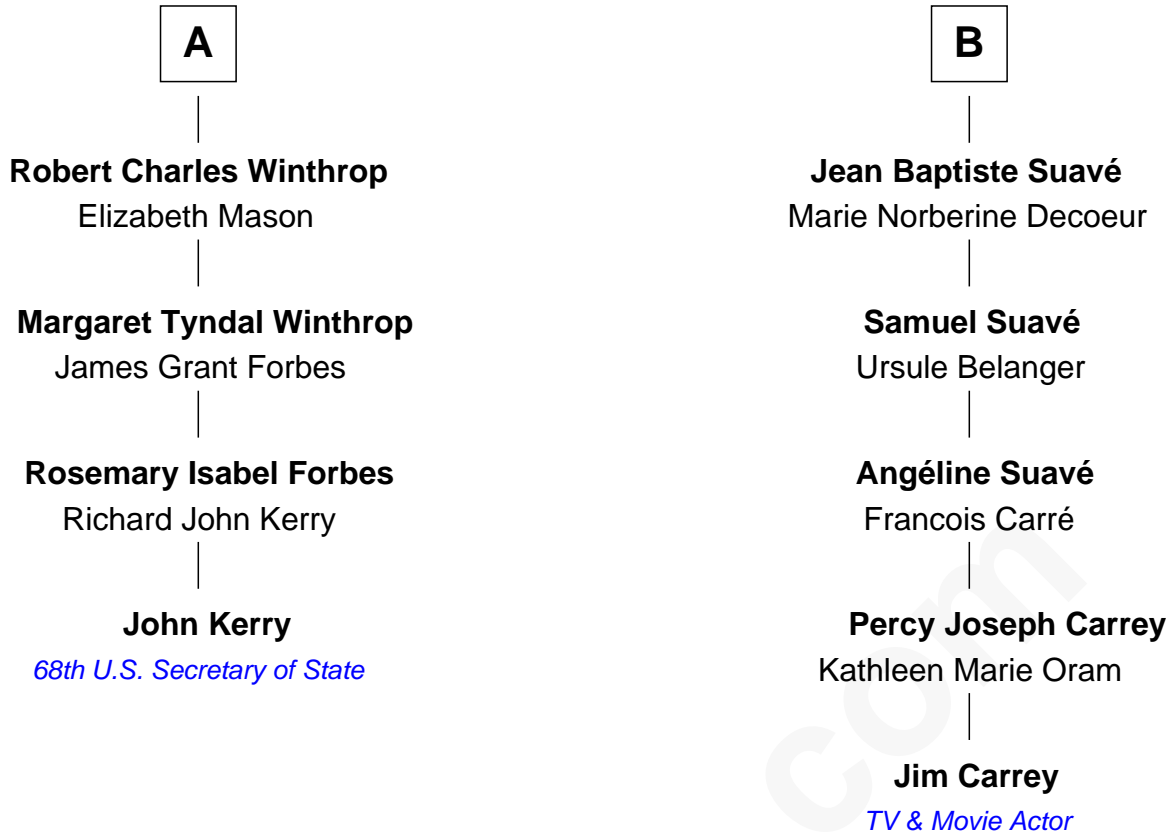 A
Robert Charles Winthrop
Elizabeth Mason
Margaret Tyndal Winthrop
James Grant Forbes
Rosemary Isabel Forbes
Richard John Kerry
John Kerry
68th U.S. Secretary of State
B
Jean Baptiste Suavé
Marie Norberine Decoeur
Samuel Suavé
Ursule Belanger
Angéline Suavé
Francois Carré
Percy Joseph Carrey
Kathleen Marie Oram
Jim Carrey
TV & Movie Actor
com